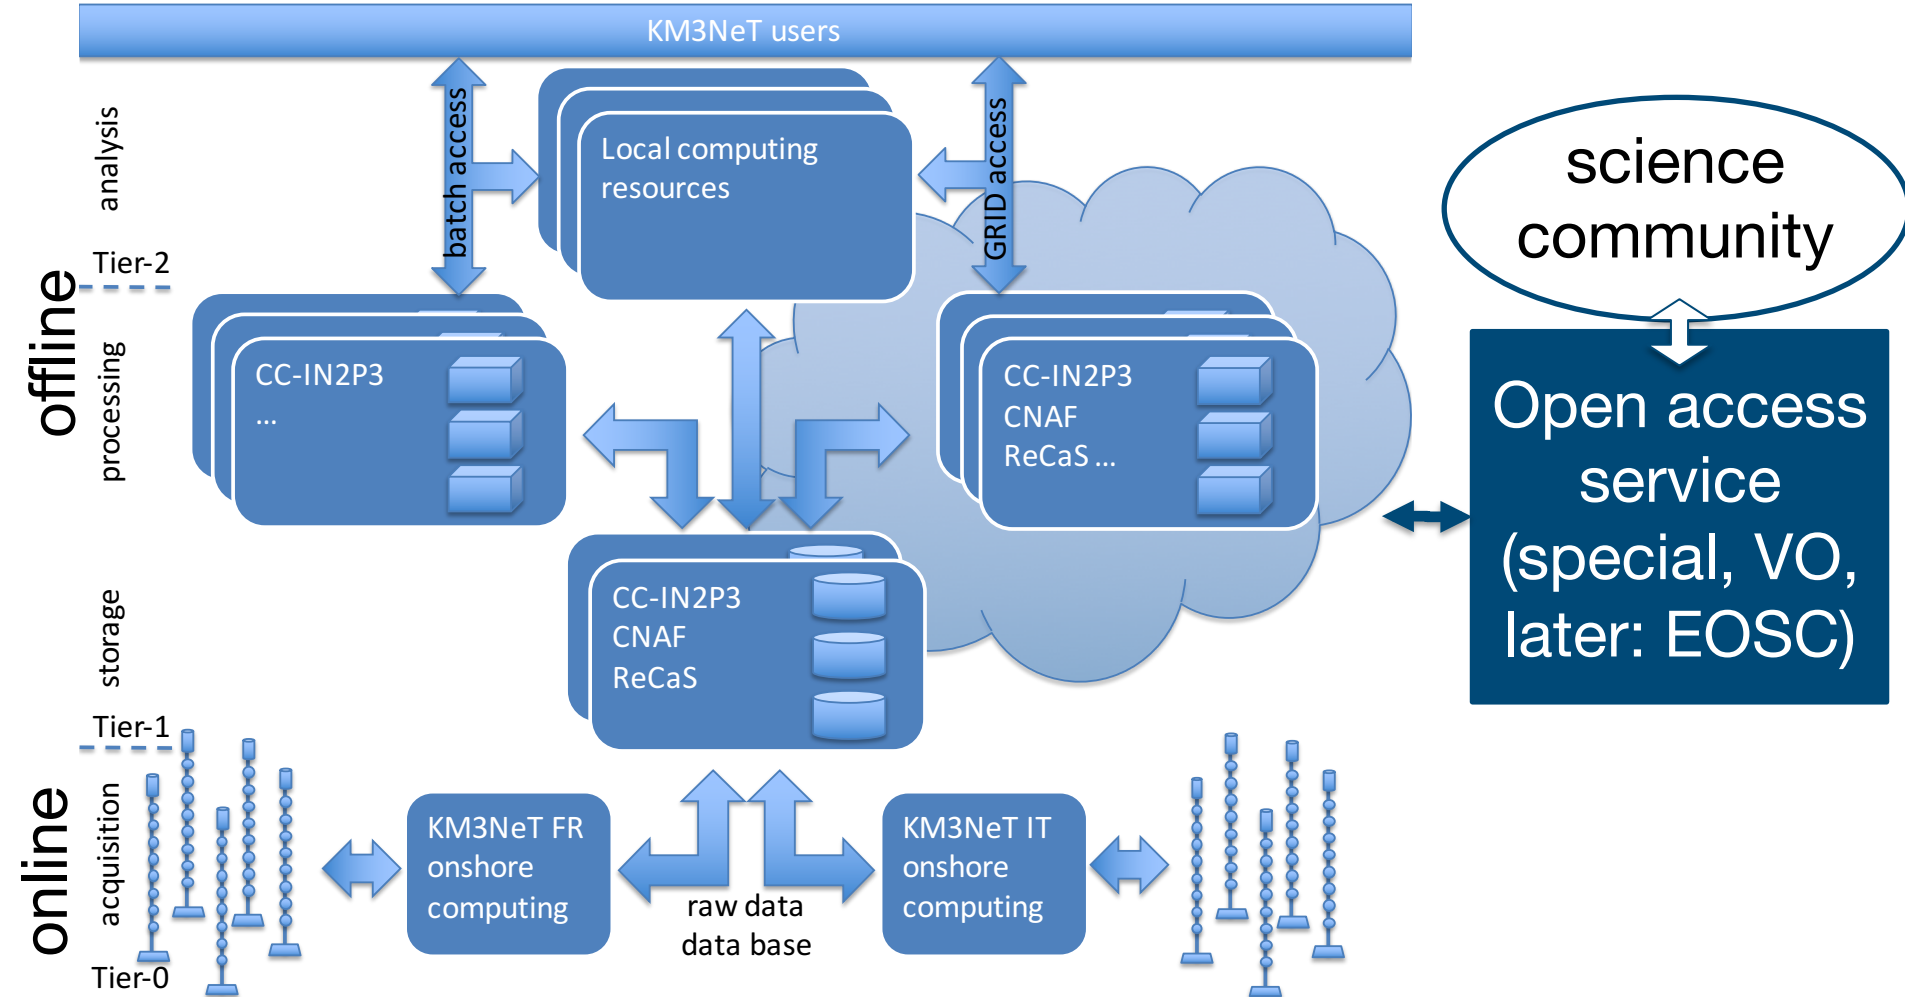 KM3NeT users
analysis
batch access
Local computing
resources
GRID access
science
community
Tier-2
offline
processing
CC-IN2P3
...
CC-IN2P3
CNAF
ReCaS ...
Open access
service
(special, VO,
later: EOSC)
storage
CC-IN2P3
CNAF
ReCaS
Tier-1
online
acquisition
KM3NeT FR
onshore
computing
raw data
data base
KM3NeT IT
onshore
computing
Tier-0